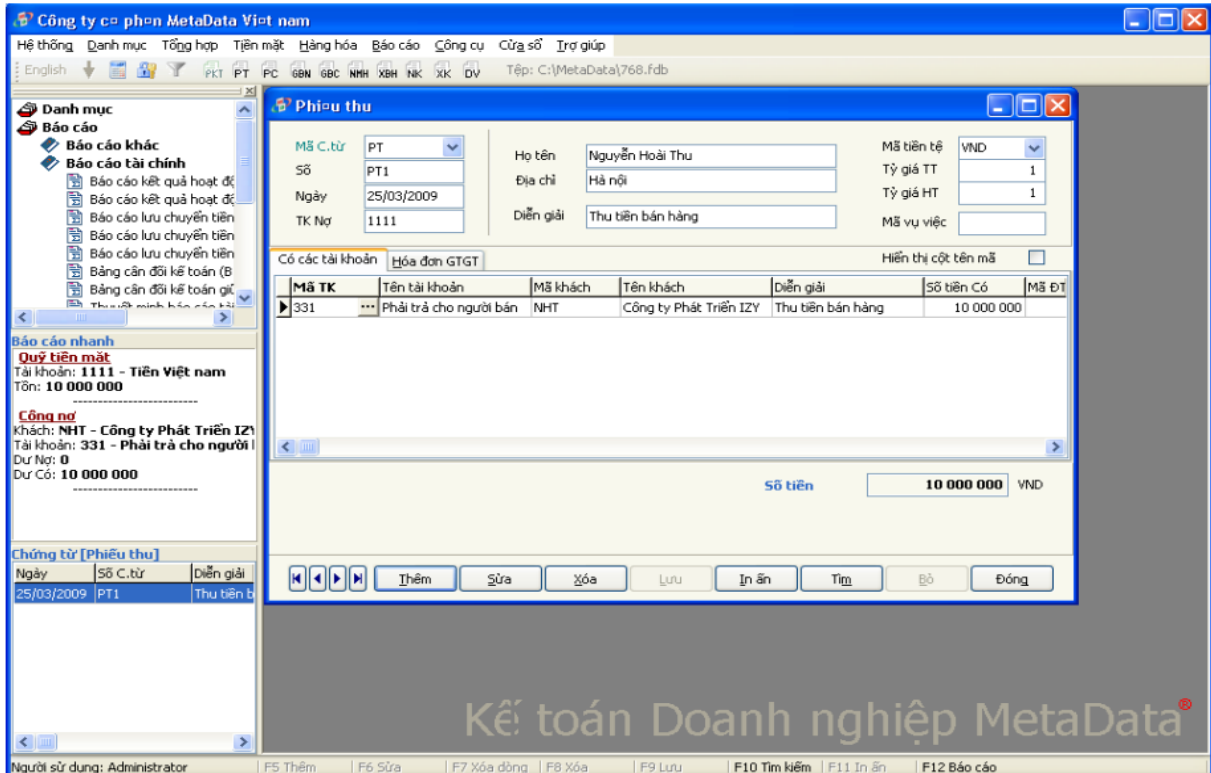 Công ty c¤ ph¤n MetaData Vi¤t nam
Hệ thống Danh mục Tổng hợp Tiền mặt Hàng hóa Báo cáo Công cụ Cửa sổ Trợ giúp
English PKT PT PC GBN GBC NMH XBH NK XK DV Tệp: C:\MetaData\768.fdb
Danh mục
Báo cáo
Báo cáo khác
Báo cáo tài chính
Báo cáo kết quả hoạt độ
Báo cáo kết quả hoạt độ
Báo cáo lưu chuyển tiền
Báo cáo lưu chuyển tiền
Báo cáo lưu chuyển tiền
Bảng cân đối kế toán (B
Bảng cân đối kế toán giữ
Thuyết minh báo cáo tài
Báo cáo nhanh
Quỹ tiền mặt
Tài khoản: 1111 - Tiền Việt nam
Tồn: 10 000 000
-------------------------
Công nợ
Khách: NHT - Công ty Phát Triển IZY
Tài khoản: 331 - Phải trả cho người
Dư Nợ: 0
Dư Có: 10 000 000
-------------------------
Chứng từ [Phiếu thu]
Ngày Số C.từ Diễn giải
25/03/2009 PT1 Thu tiền b
Phi¤u thu
Mã C.từ PT
Số PT1
Ngày 25/03/2009
TK Nợ 1111
Họ tên Nguyễn Hoài Thu
Địa chỉ Hà nội
Diễn giải Thu tiền bán hàng
Mã tiền tệ VND
Tỷ giá TT 1
Tỷ giá HT 1
Mã vụ việc
Có các tài khoản Hóa đơn GTGT Hiển thị cột tên mã
Mã TK Tên tài khoản Mã khách Tên khách Diễn giải Số tiền Có Mã ĐT
331 ... Phải trả cho người bán NHT Công ty Phát Triển IZY Thu tiền bán hàng 10 000 000
Số tiền 10 000 000 VND
Thêm Sửa Xóa Lưu In ấn Tìm Bỏ Đóng
Kế toán Doanh nghiệp MetaData®
Người sử dụng: Administrator F5 Thêm F6 Sửa F7 Xóa dòng F8 Xóa F9 Lưu F10 Tìm kiếm F11 In ấn F12 Báo cáo